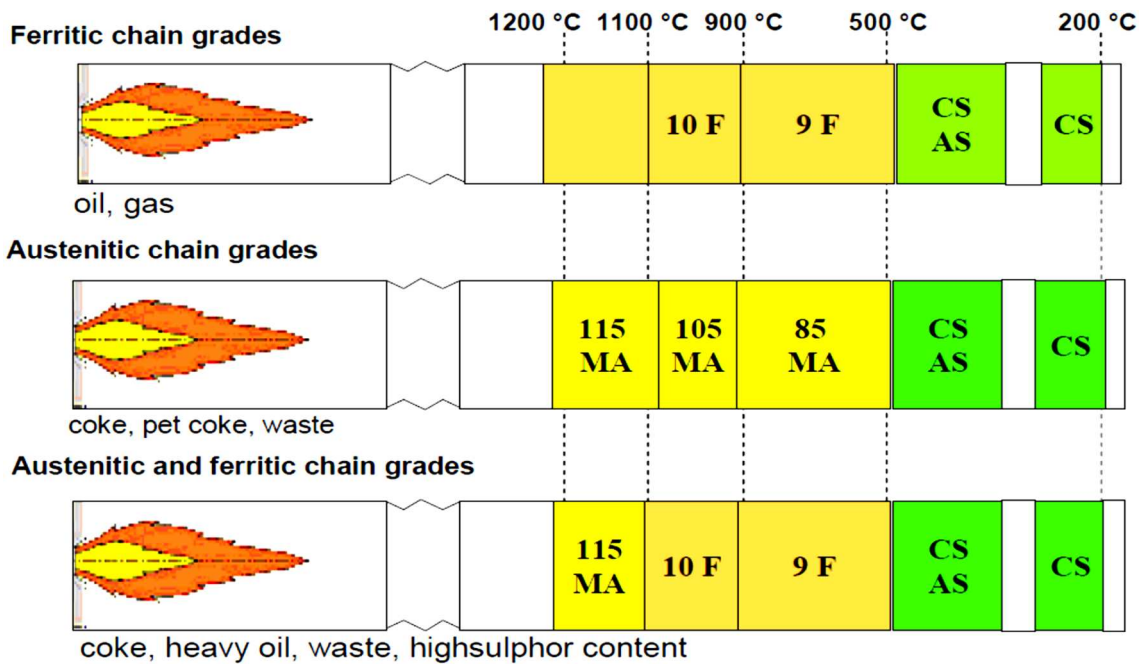 1200 °C 1100 °C 900 °C 500 °C 200 °C
Ferritic chain grades
10 F
9 F
CS
AS
CS
oil, gas
Austenitic chain grades
115
MA
105
MA
85
MA
CS
AS
CS
coke, pet coke, waste
Austenitic and ferritic chain grades
115
MA
10 F
9 F
CS
AS
CS
coke, heavy oil, waste, highsulphor content